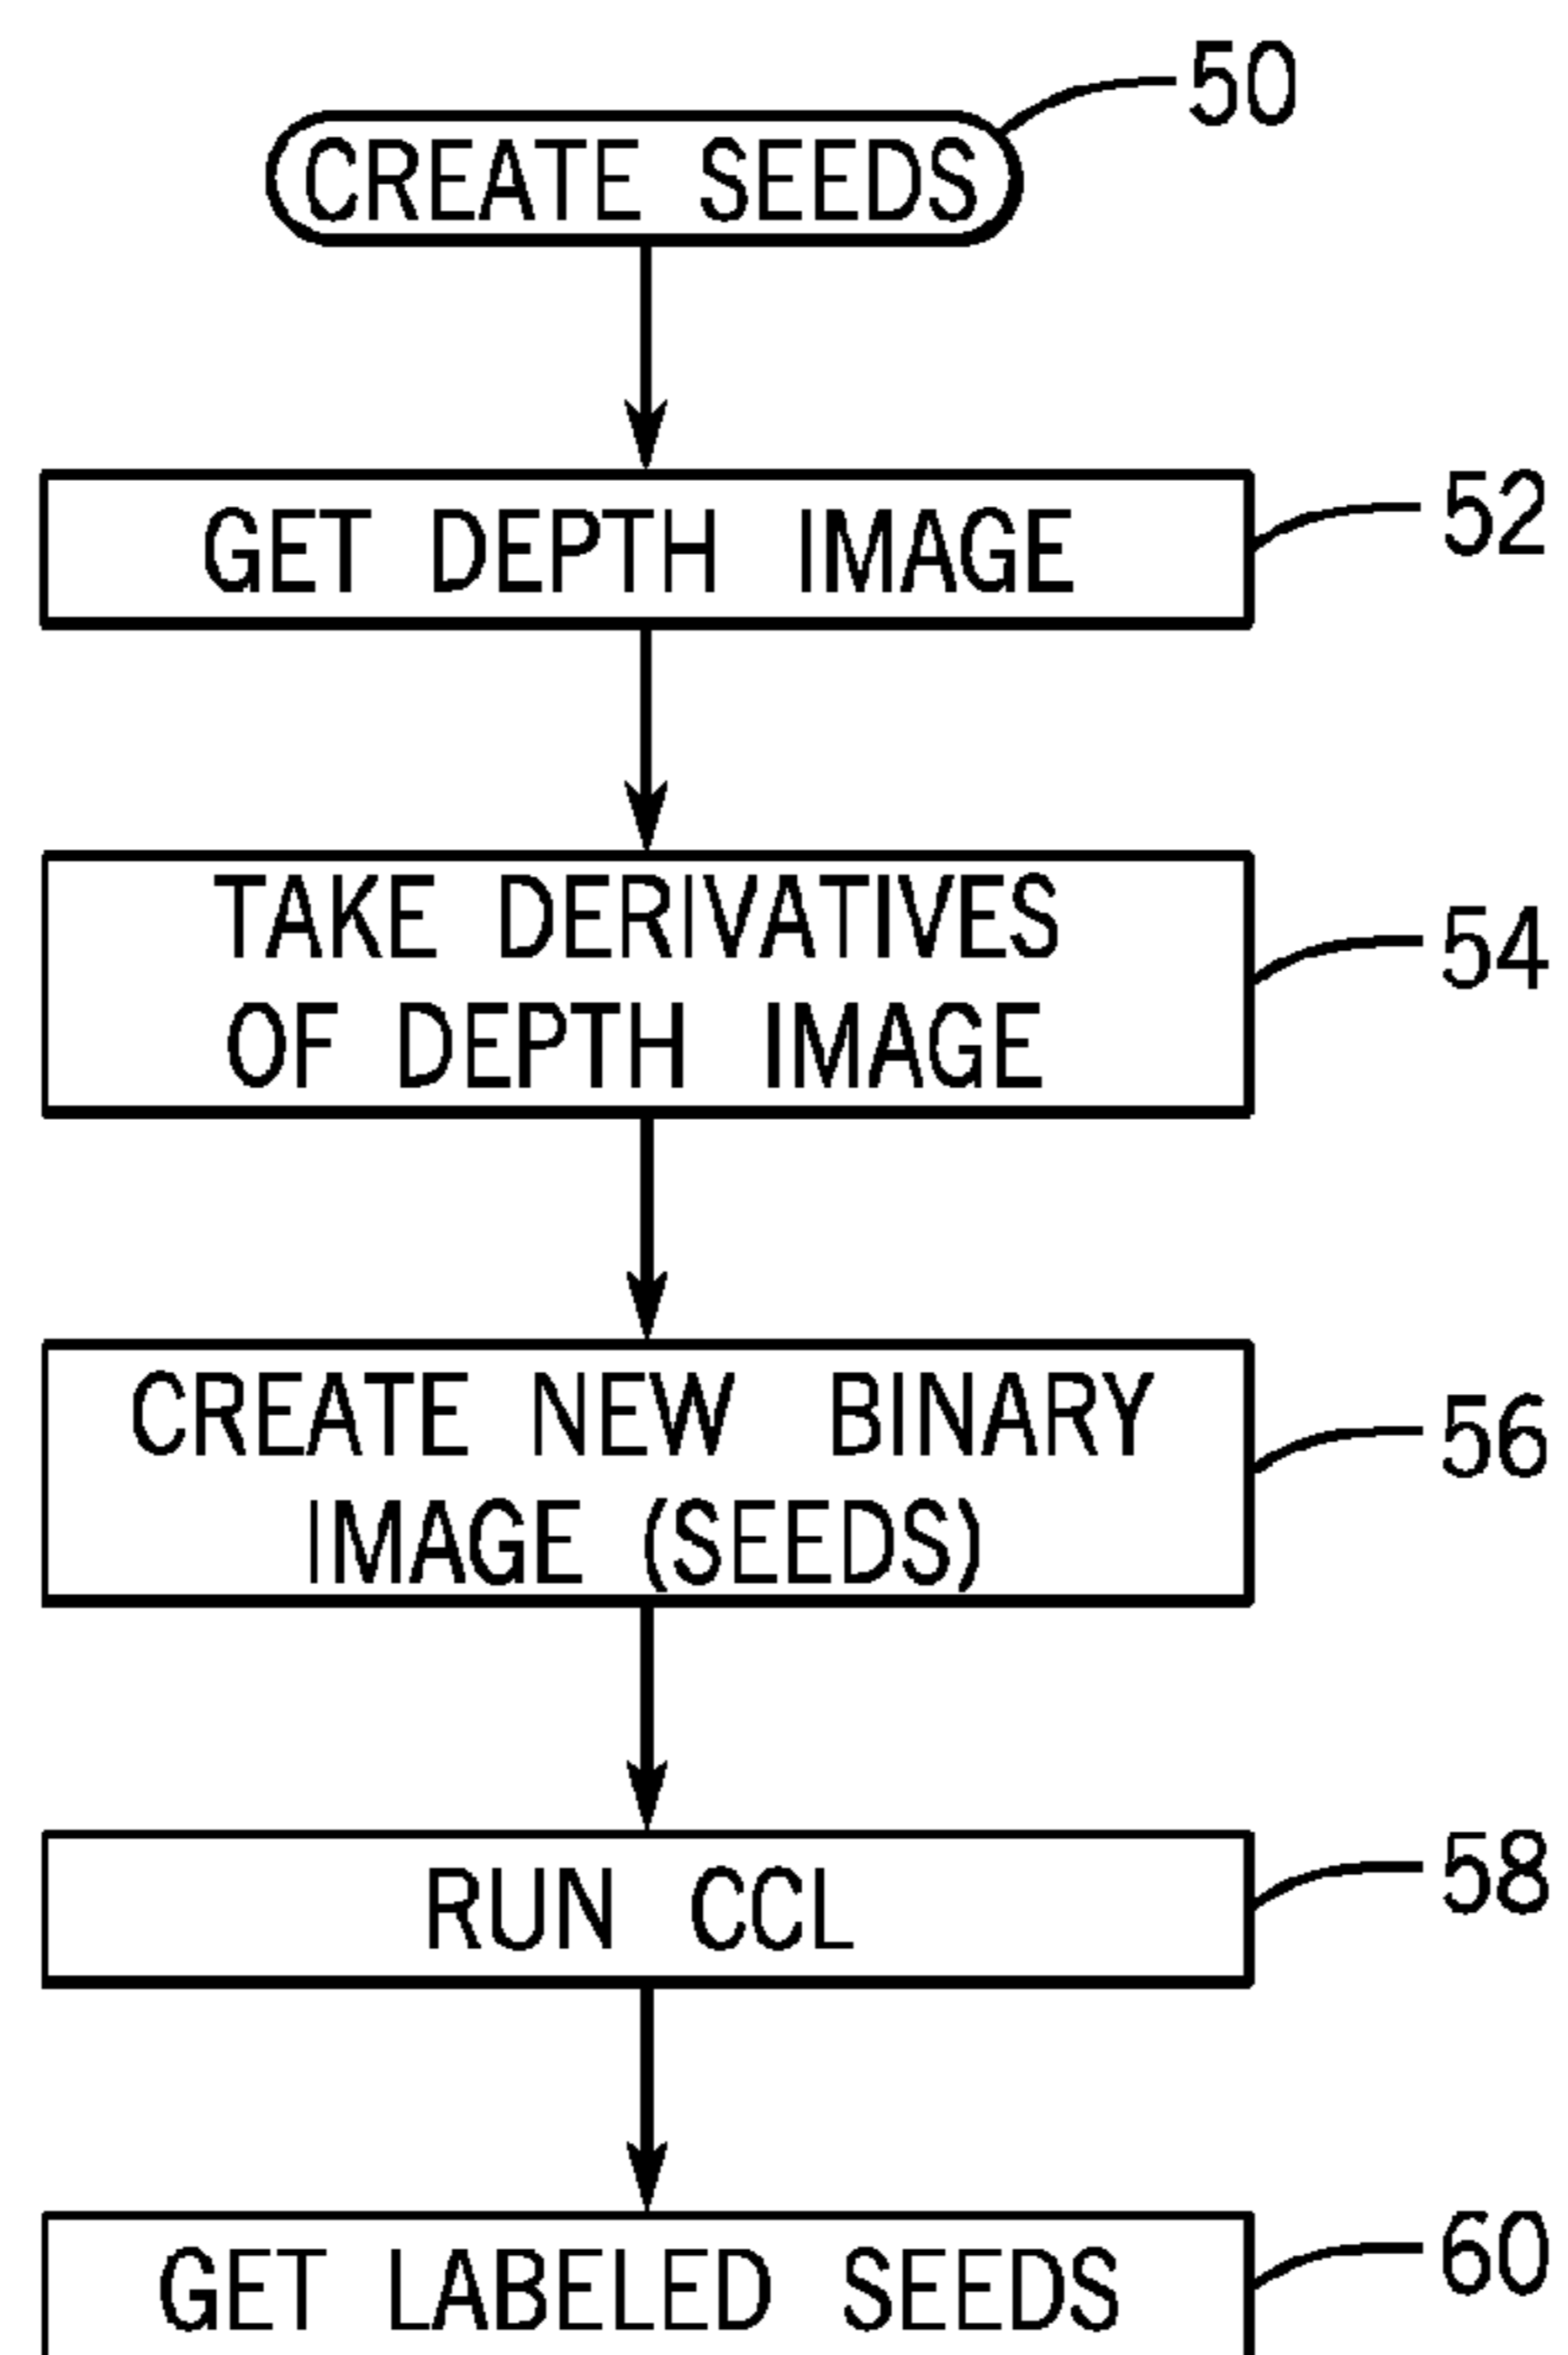 50
CREATE SEEDS
GET DEPTH IMAGE
52
TAKE DERIVATIVES
OF DEPTH IMAGE
54
CREATE NEW BINARY
IMAGE (SEEDS)
56
RUN CCL
58
GET LABELED SEEDS
60